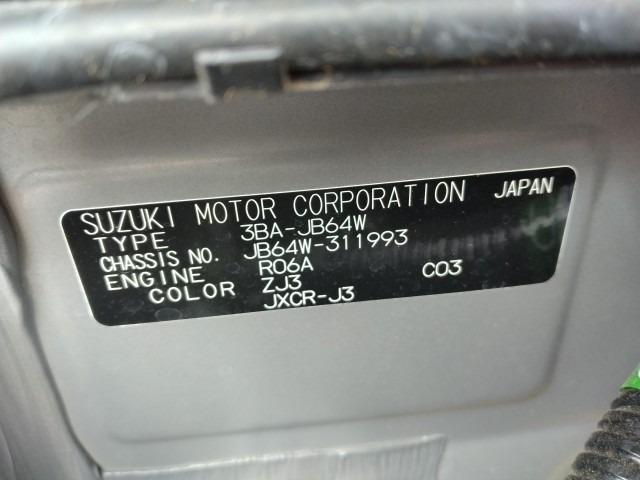 SUZUKI MOTOR CORPORATION JAPAN
TYPE 3BA-JB64W
CHASSIS NO. JB64W-311993
ENGINE R06A C03
COLOR ZJ3
JXCR-J3